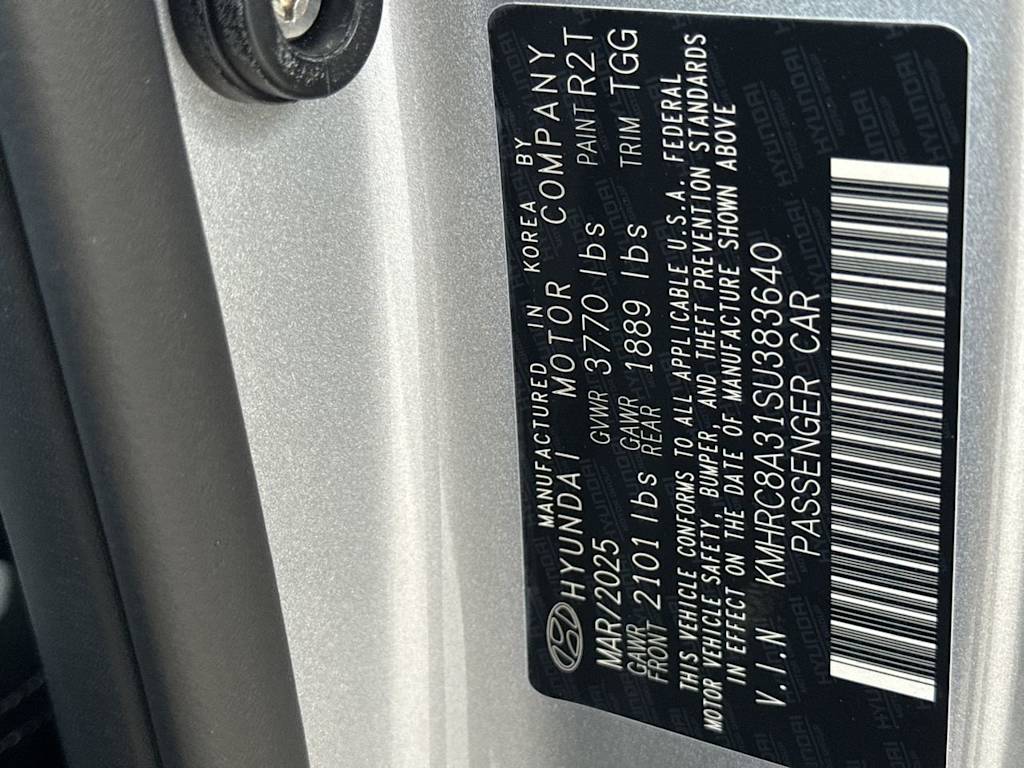 MANUFACTURED IN KOREA BY
HYUNDAI MOTOR COMPANY
MAR/2025 GVWR 3770 lbs PAINT R2T
GAWR FRONT 2101 lbs GAWR REAR 1889 lbs TRIM TGG
THIS VEHICLE CONFORMS TO ALL APPLICABLE U.S.A. FEDERAL
MOTOR VEHICLE SAFETY, BUMPER, AND THEFT PREVENTION STANDARDS
IN EFFECT ON THE DATE OF MANUFACTURE SHOWN ABOVE
V.I.N KMHRC8A31SU383640
PASSENGER CAR